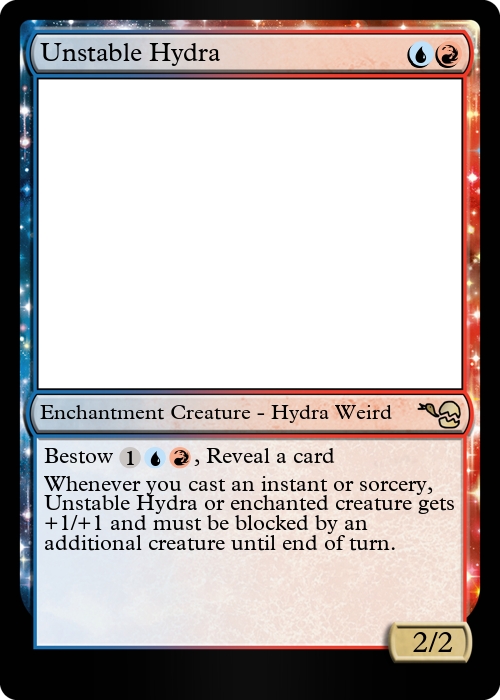 Unstable Hydra
Enchantment Creature - Hydra Weird
Bestow 1, Reveal a card
Whenever you cast an instant or sorcery,
Unstable Hydra or enchanted creature gets
+1/+1 and must be blocked by an
additional creature until end of turn.
2/2